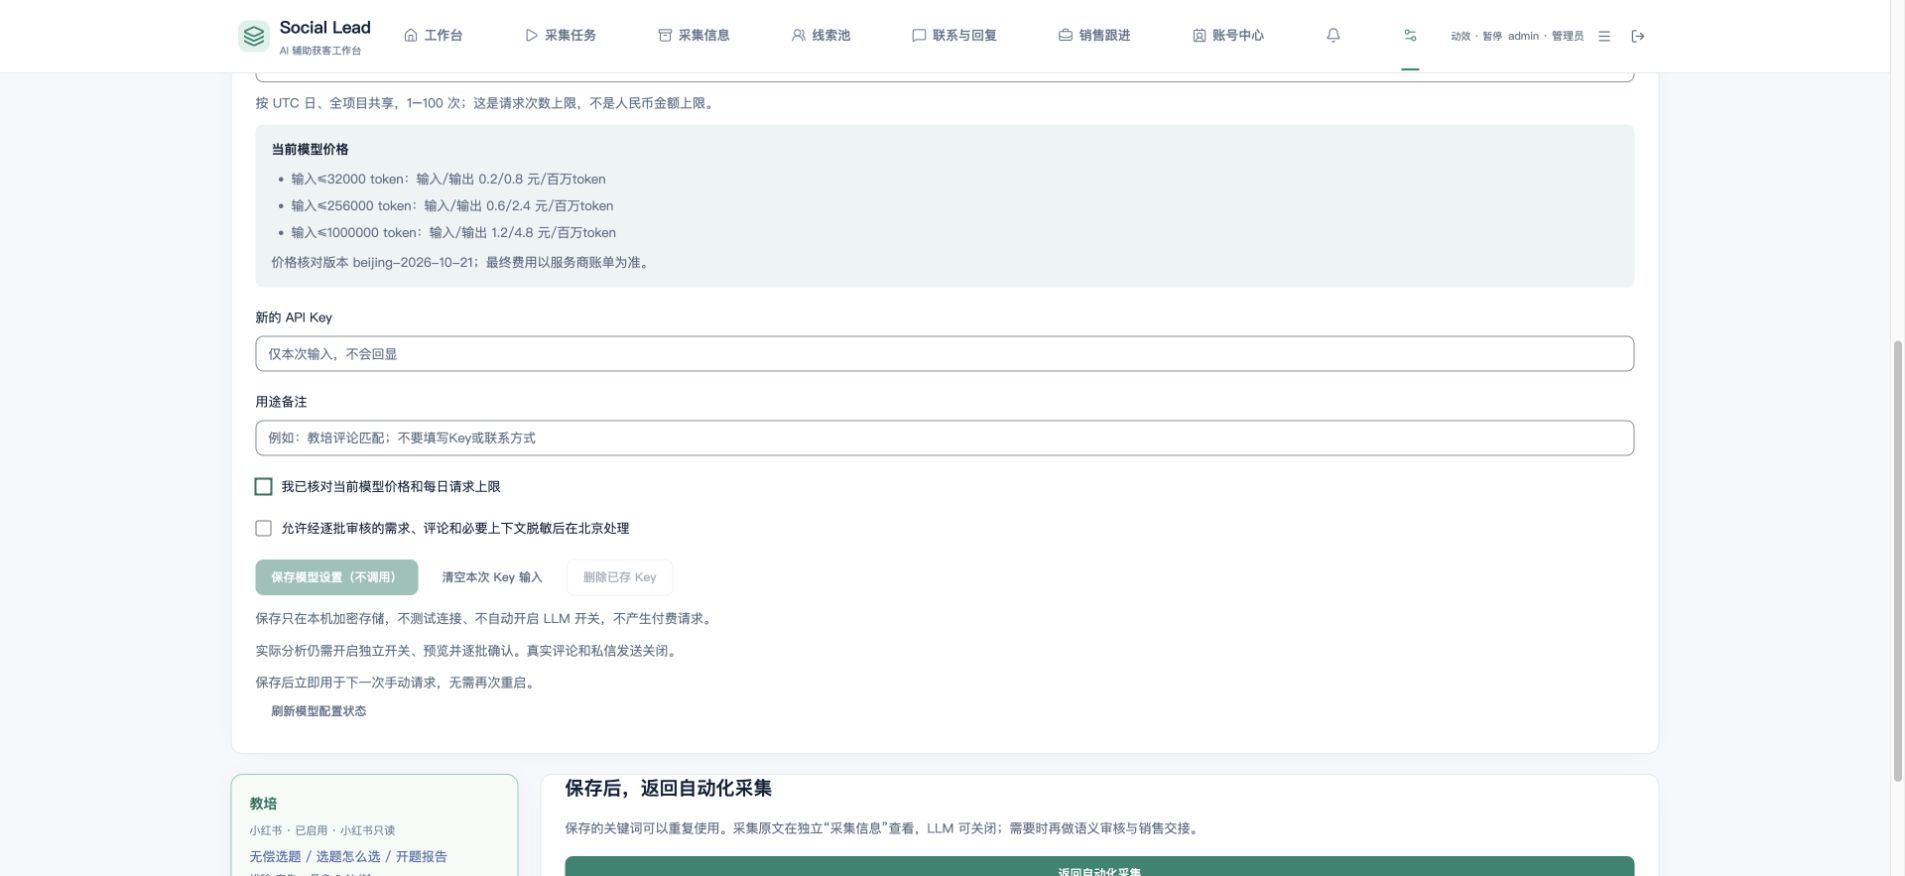 Social Lead
AI 辅助获客工作台
工作台
采集任务
采集信息
线索池
联系与回复
销售跟进
账号中心
动效 · 暂停 admin · 管理员
按 UTC 日、全项目共享，1—100 次；这是请求次数上限，不是人民币金额上限。
当前模型价格
• 输入≤32000 token：输入/输出 0.2/0.8 元/百万token
• 输入≤256000 token：输入/输出 0.6/2.4 元/百万token
• 输入≤1000000 token：输入/输出 1.2/4.8 元/百万token
价格核对版本 beijing-2026-10-21；最终费用以服务商账单为准。
新的 API Key
仅本次输入，不会回显
用途备注
例如：教培评论匹配；不要填写Key或联系方式
我已核对当前模型价格和每日请求上限
允许经逐批审核的需求、评论和必要上下文脱敏后在北京处理
保存模型设置（不调用）
清空本次 Key 输入
删除已存 Key
保存只在本机加密存储，不测试连接、不自动开启 LLM 开关，不产生付费请求。
实际分析仍需开启独立开关、预览并逐批确认。真实评论和私信发送关闭。
保存后立即用于下一次手动请求，无需再次重启。
刷新模型配置状态
教培
小红书 · 已启用 · 小红书只读
无偿选题 / 选题怎么选 / 开题报告
保存后，返回自动化采集
保存的关键词可以重复使用。采集原文在独立“采集信息”查看，LLM 可关闭；需要时再做语义审核与销售交接。
返回自动化采集